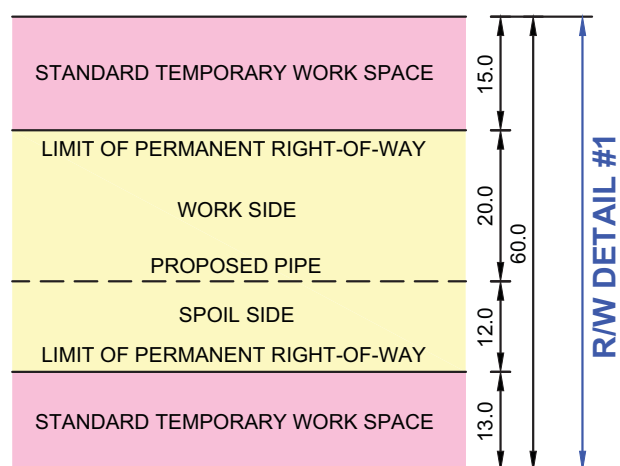 STANDARD TEMPORARY WORK SPACE
15.0
LIMIT OF PERMANENT RIGHT-OF-WAY
WORK SIDE
20.0
PROPOSED PIPE
60.0
SPOIL SIDE
12.0
LIMIT OF PERMANENT RIGHT-OF-WAY
STANDARD TEMPORARY WORK SPACE
13.0
R/W DETAIL #1